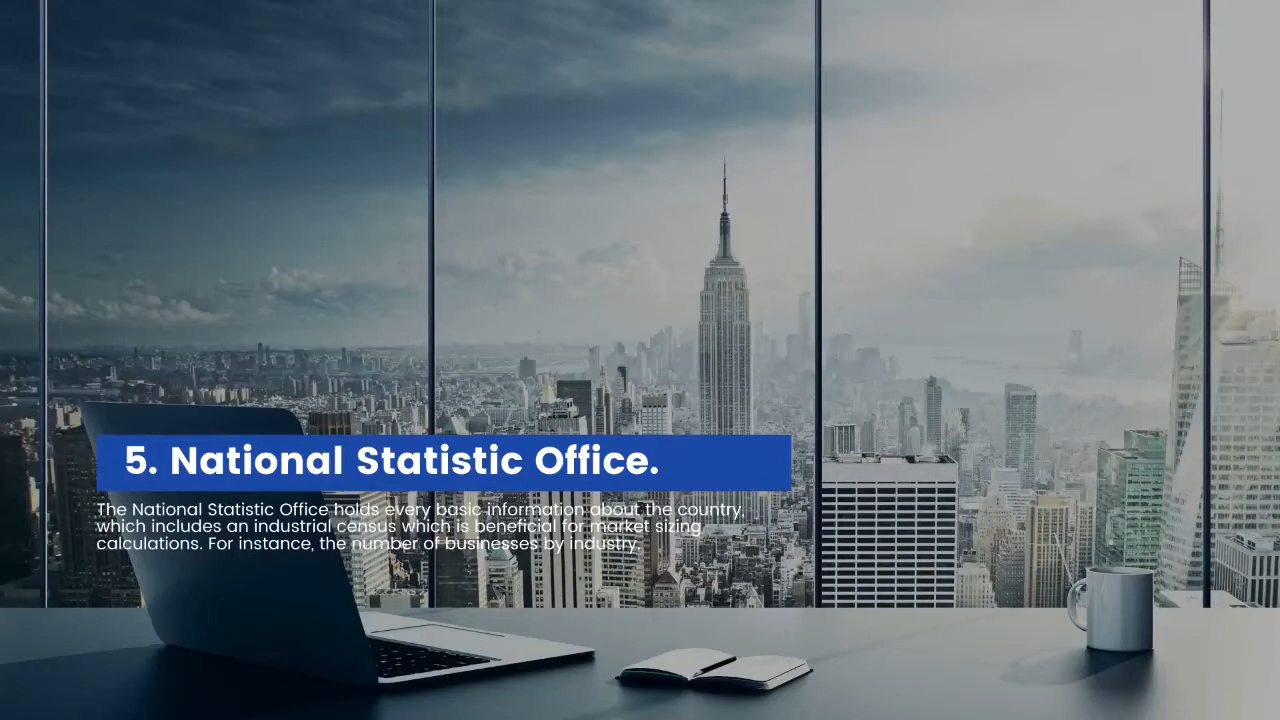 5. National Statistic Office.
The National Statistic Office holds every basic information about the country,
which includes an industrial census which is beneficial for market sizing
calculations. For instance, the number of businesses by industry.